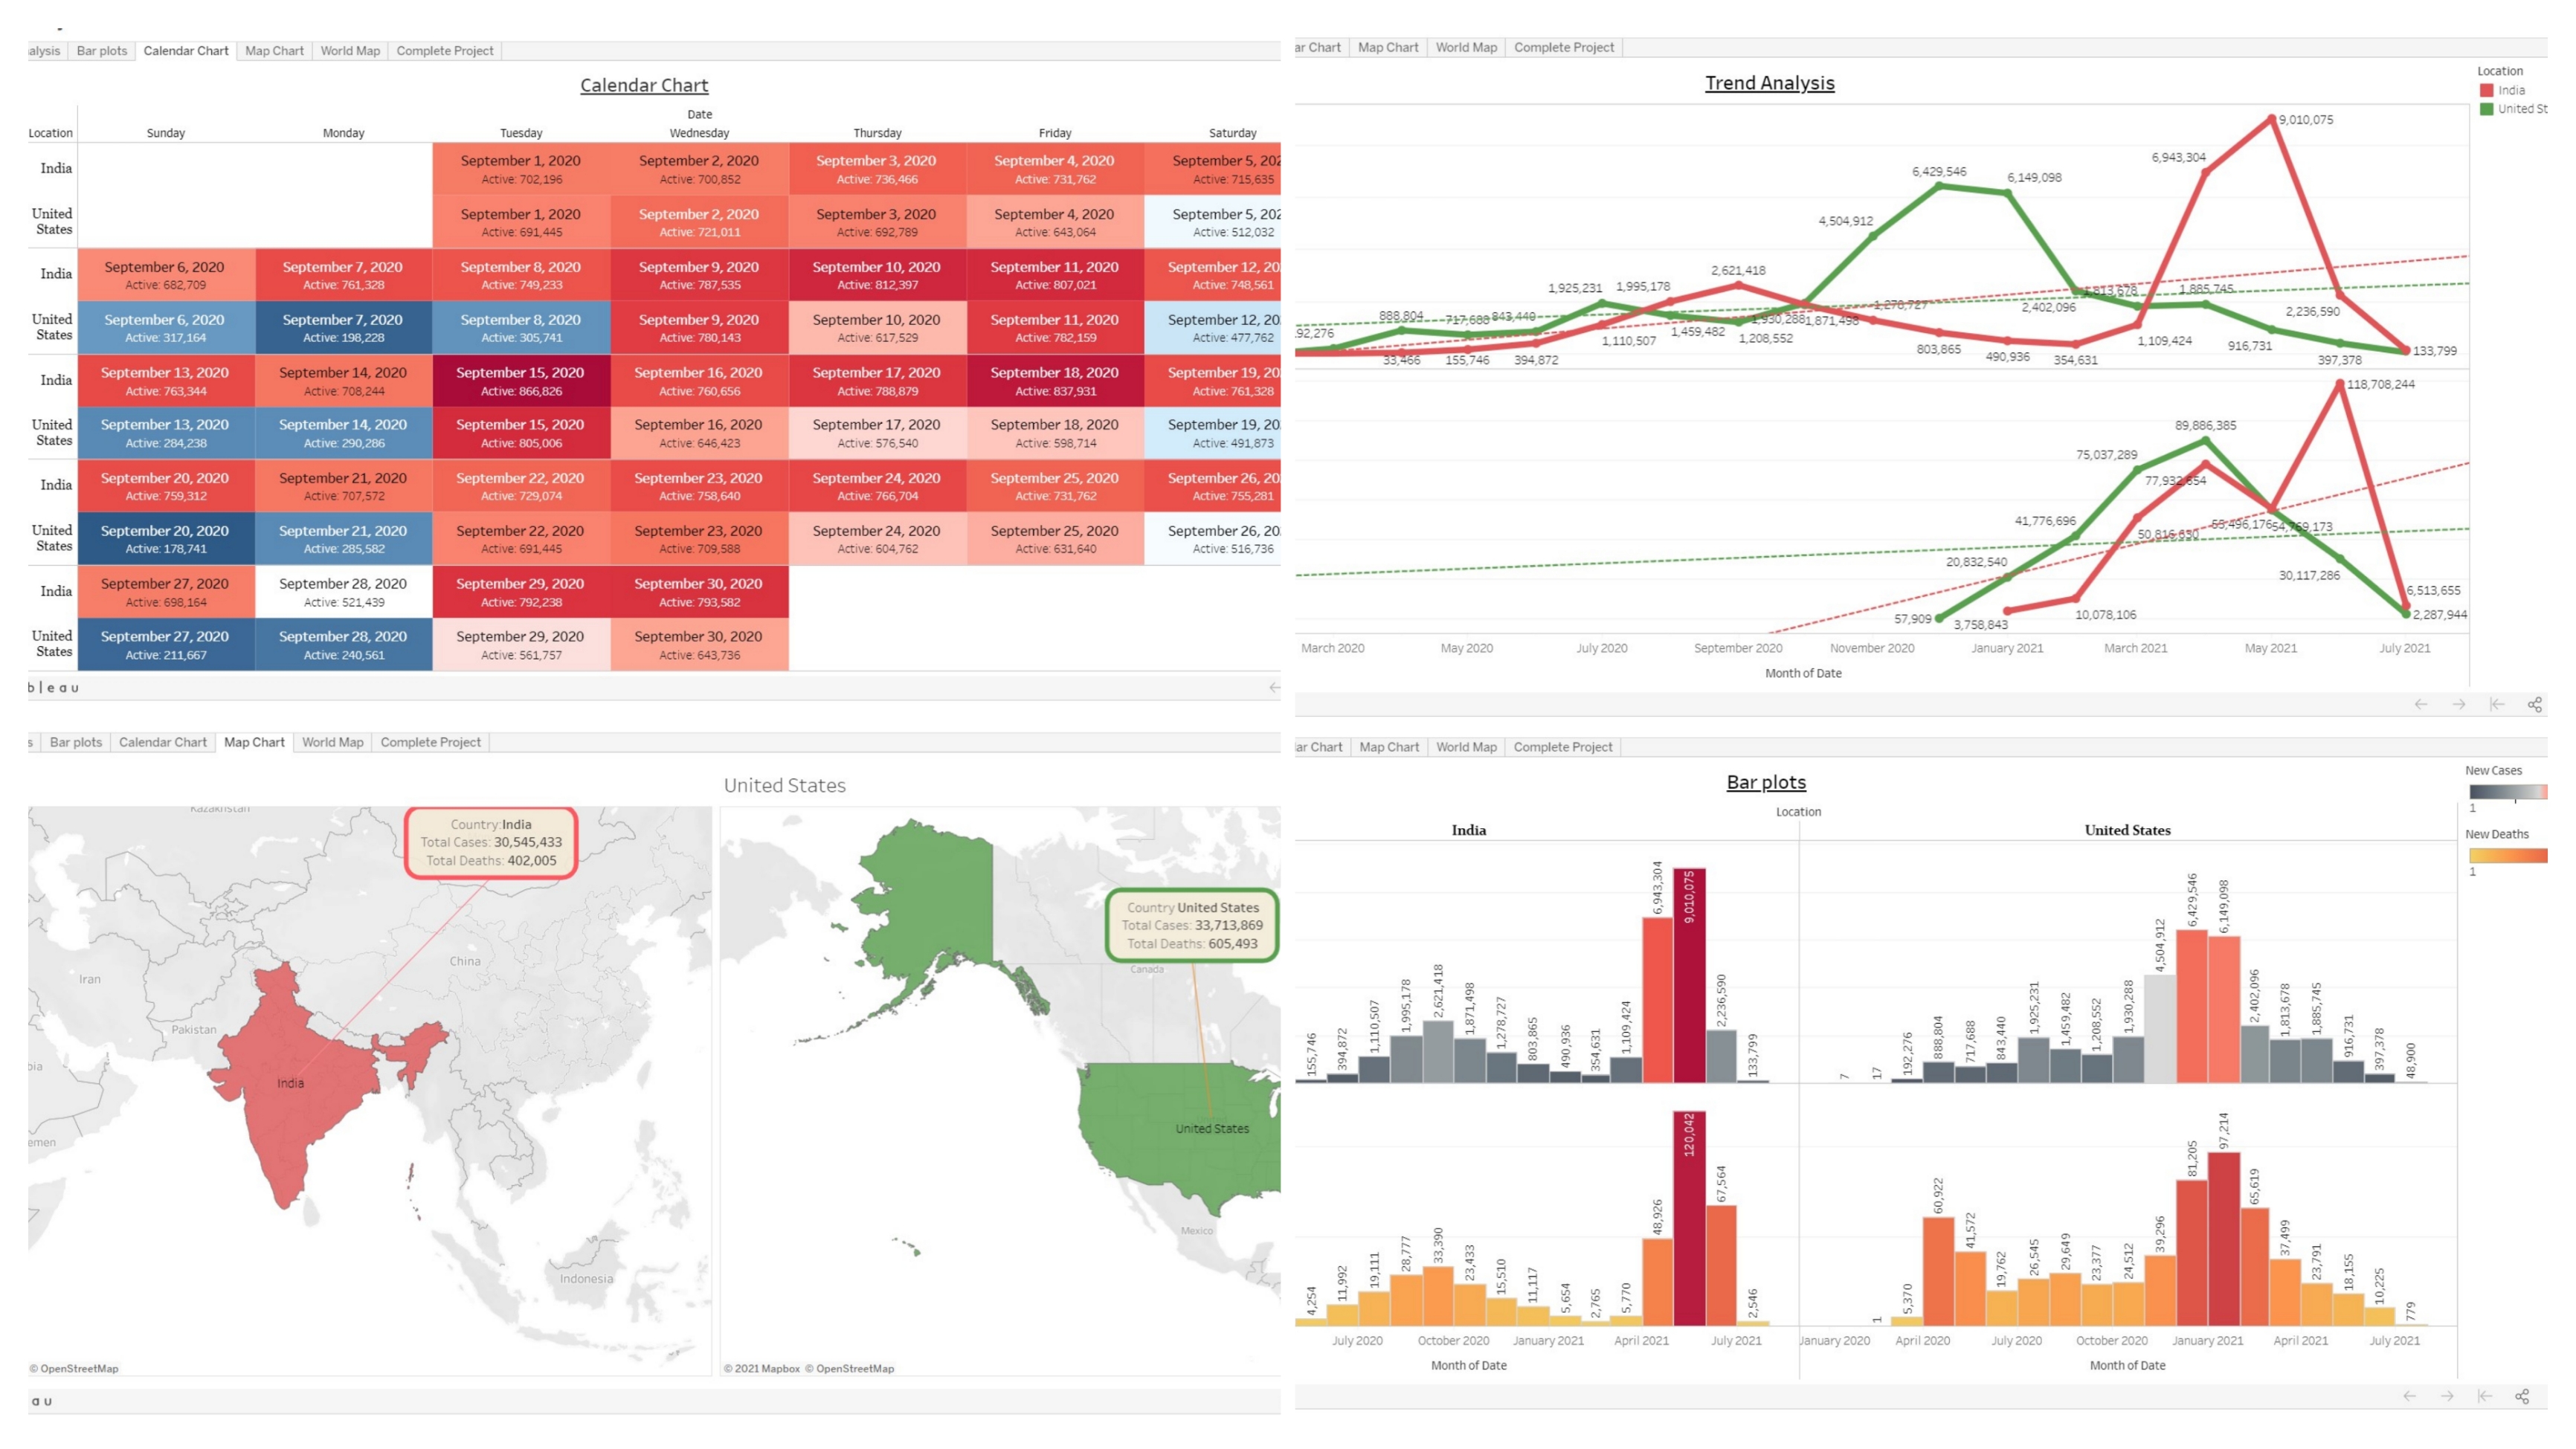 alysis Bar plots Calendar Chart Map Chart World Map Complete Project
Calendar Chart
Date
Location Sunday Monday Tuesday Wednesday Thursday Friday Saturday
India
September 1, 2020 September 2, 2020 September 3, 2020 September 4, 2020 September 5, 202
Active: 702,196 Active: 700,852 Active: 736,466 Active: 731,762 Active: 715,635
United States
September 1, 2020 September 2, 2020 September 3, 2020 September 4, 2020 September 5, 202
Active: 691,445 Active: 721,011 Active: 692,789 Active: 643,064 Active: 512,032
India
September 6, 2020 September 7, 2020 September 8, 2020 September 9, 2020 September 10, 2020 September 11, 2020 September 12, 20
Active: 682,709 Active: 761,328 Active: 749,233 Active: 787,535 Active: 812,397 Active: 807,021 Active: 748,561
United States
September 6, 2020 September 7, 2020 September 8, 2020 September 9, 2020 September 10, 2020 September 11, 2020 September 12, 20
Active: 317,164 Active: 198,228 Active: 305,741 Active: 780,143 Active: 617,529 Active: 782,159 Active: 477,762
India
September 13, 2020 September 14, 2020 September 15, 2020 September 16, 2020 September 17, 2020 September 18, 2020 September 19, 20
Active: 763,344 Active: 708,244 Active: 866,826 Active: 760,656 Active: 788,879 Active: 837,931 Active: 761,328
United States
September 13, 2020 September 14, 2020 September 15, 2020 September 16, 2020 September 17, 2020 September 18, 2020 September 19, 20
Active: 284,238 Active: 290,286 Active: 805,006 Active: 646,423 Active: 576,540 Active: 598,714 Active: 491,873
India
September 20, 2020 September 21, 2020 September 22, 2020 September 23, 2020 September 24, 2020 September 25, 2020 September 26, 20
Active: 759,312 Active: 707,572 Active: 729,074 Active: 758,640 Active: 766,704 Active: 731,762 Active: 755,281
United States
September 20, 2020 September 21, 2020 September 22, 2020 September 23, 2020 September 24, 2020 September 25, 2020 September 26, 20
Active: 178,741 Active: 285,582 Active: 691,445 Active: 709,588 Active: 604,762 Active: 631,640 Active: 516,736
India
September 27, 2020 September 28, 2020 September 29, 2020 September 30, 2020
Active: 698,164 Active: 521,439 Active: 792,238 Active: 793,582
United States
September 27, 2020 September 28, 2020 September 29, 2020 September 30, 2020
Active: 211,667 Active: 240,561 Active: 561,757 Active: 643,736
bleau
ar Chart Map Chart World Map Complete Project
Trend Analysis
Location
India
United St
9,010,075
6,943,304
6,429,546
6,149,098
4,504,912
2,621,418
1,925,231 1,995,178
888,804 717,688 843,440
92,276
1,459,482 1,930,288 1,871,498 1,278,727
2,402,096 1,813,678 1,885,745
2,236,590
1,110,507 1,208,552
33,466 155,746 394,872
803,865 490,936 354,631 1,109,424 916,731 397,378
133,799
118,708,244
89,886,385
75,037,289
77,932,654
41,776,696
50,816,630 54,769,173
20,832,540
30,117,286
6,513,655
57,909 3,758,843 10,078,106 2,287,944
March 2020 May 2020 July 2020 September 2020 November 2020 January 2021 March 2021 May 2021 July 2021
Month of Date
s Bar plots Calendar Chart Map Chart World Map Complete Project
United States
Kazakhstan
Country:India
Total Cases: 30,545,433
Total Deaths: 402,005
China
Iran
Pakistan
India
bia
emen
Indonesia
© OpenStreetMap
Country United States
Total Cases: 33,713,869
Total Deaths: 605,493
Canada
United States
Mexico
© 2021 Mapbox © OpenStreetMap
au
ar Chart Map Chart World Map Complete Project
Bar plots
Location
India United States
New Cases
1
New Deaths
1
155,746 394,872 1,110,507 1,995,178 2,621,418 1,871,498 1,278,727 803,865 490,936 354,631 1,109,424 6,943,304 9,010,075 2,236,590 133,799
7 17 192,276 888,804 717,688 843,440 1,925,231 1,459,482 1,208,552 1,930,288 4,504,912 6,429,546 6,149,098 2,402,096 1,813,678 1,885,745 916,731 397,378 48,900
4,254 11,992 19,111 28,777 33,390 23,433 15,510 11,117 5,654 2,765 5,770 48,926 120,042 67,564 2,546
1 5,370 60,922 41,572 19,762 26,545 29,649 23,377 24,512 39,296 81,205 97,214 65,619 37,499 23,791 18,155 10,225 779
July 2020 October 2020 January 2021 April 2021 July 2021 January 2020 April 2020 July 2020 October 2020 January 2021 April 2021 July 2021
Month of Date Month of Date